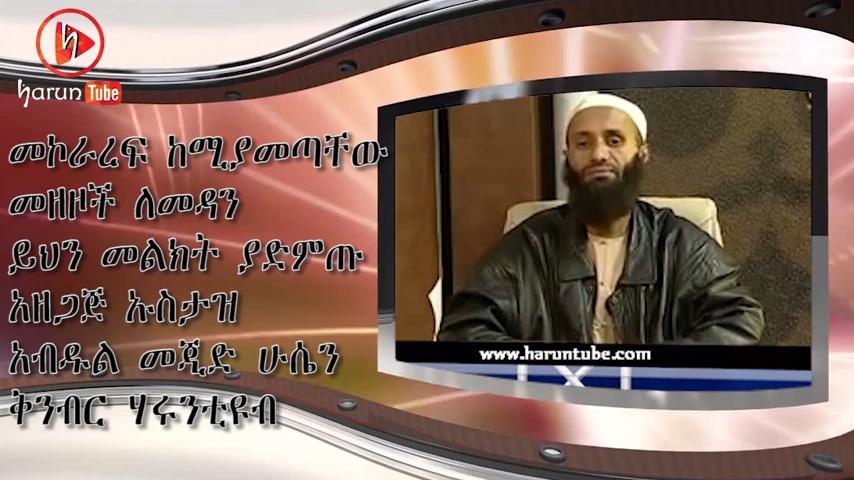 harun Tube
መኮራረፍ ከሚያመጣቸው
መዘዞች ለመዳን
ይህን መልክት ያድምጡ
አዘጋጅ ኡስታዝ
አብዱል መጂድ ሁሴን
ቅንብር ሃሩንቲዩብ
www.haruntube.com